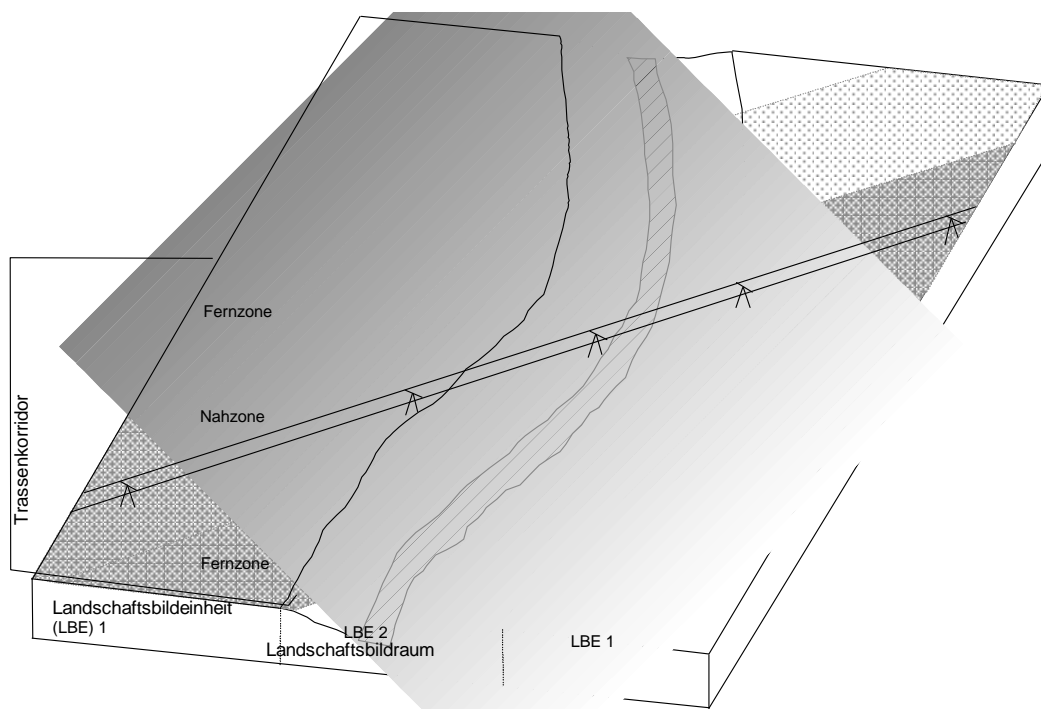 Fernzone
Nahzone
Trassenkorridor
Fernzone
Landschaftsbildeinheit
(LBE) 1
LBE 2
Landschaftsbildraum
LBE 1